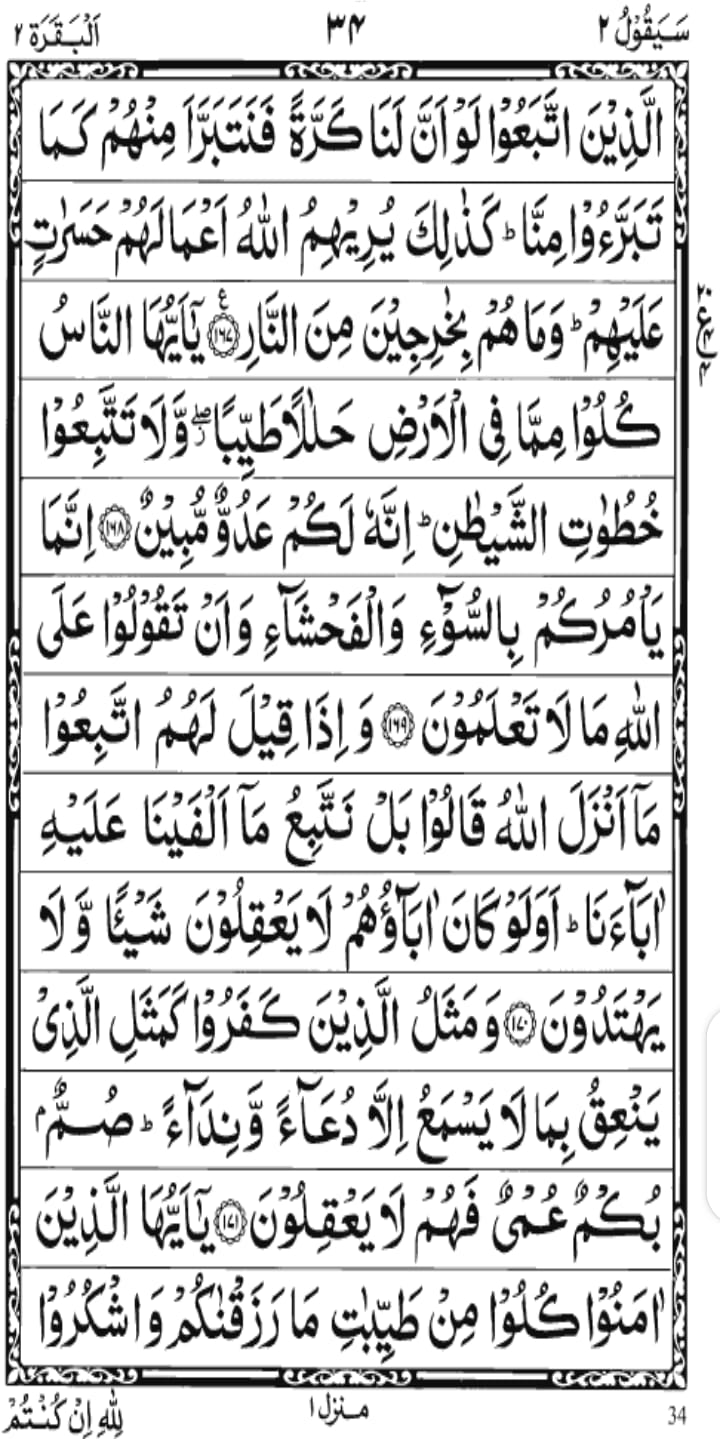 سَيَقُوْلُ ٢
٣٤
اَلْبَقَرَة ٢
الَّذِيْنَ اتَّبَعُوْا لَوْ اَنَّ لَنَا كَرَّةً فَنَتَبَرَّاَ مِنْهُمْ كَمَا
تَبَرَّءُوْا مِنَّا ؕ كَذٰلِكَ يُرِيْهِمُ اللّٰهُ اَعْمَالَهُمْ حَسَرٰتٍ
عَلَيْهِمْ ؕ وَمَا هُمْ بِخٰرِجِيْنَ مِنَ النَّارِ ﴿١٦٧﴾ ع يٰۤاَيُّهَا النَّاسُ
كُلُوْا مِمَّا فِى الْاَرْضِ حَلٰلًا طَيِّبًا ۖ وَّلَا تَتَّبِعُوْا
خُطُوٰتِ الشَّيْطٰنِ ؕ اِنَّهٗ لَكُمْ عَدُوٌّ مُّبِيْنٌ ﴿١٦٨﴾ اِنَّمَا
يَاْمُرُكُمْ بِالسُّوْٓءِ وَالْفَحْشَآءِ وَاَنْ تَقُوْلُوْا عَلَى
اللّٰهِ مَا لَا تَعْلَمُوْنَ ﴿١٦٩﴾ وَ اِذَا قِيْلَ لَهُمُ اتَّبِعُوْا
مَاۤ اَنْزَلَ اللّٰهُ قَالُوْا بَلْ نَتَّبِعُ مَاۤ اَلْفَيْنَا عَلَيْهِ
اٰبَآءَنَا ؕ اَوَلَوْ كَانَ اٰبَآؤُهُمْ لَا يَعْقِلُوْنَ شَيْـًٔا وَّ لَا
يَهْتَدُوْنَ ﴿١٧٠﴾ وَ مَثَلُ الَّذِيْنَ كَفَرُوْا كَمَثَلِ الَّذِىْ
يَنْعِقُ بِمَا لَا يَسْمَعُ اِلَّا دُعَآءً وَّ نِدَآءً ؕ صُمٌّۢ
بُكْمٌ عُمْىٌ فَهُمْ لَا يَعْقِلُوْنَ ﴿١٧١﴾ يٰۤاَيُّهَا الَّذِيْنَ
اٰمَنُوْا كُلُوْا مِنْ طَيِّبٰتِ مَا رَزَقْنٰكُمْ وَ اشْكُرُوْا
34
منزل ١
لِلّٰهِ اِنْ كُنْتُمْ